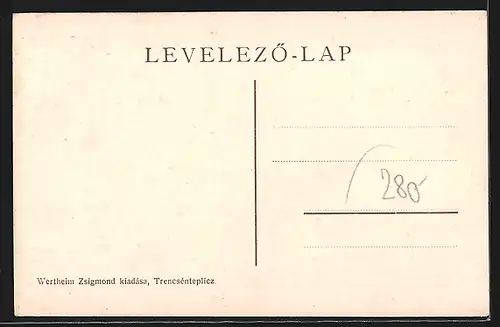 LEVELEZŐ-LAP
280
Wertheim Zsigmond kiadása, Trencsénteplicz.